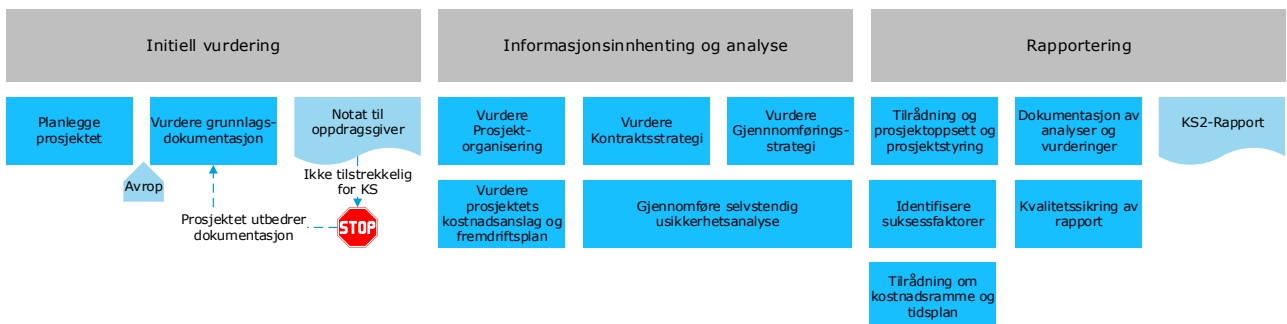 Initiell vurdering
Informasjonsinnhenting og analyse
Rapportering
Planlegge
prosjektet
Vurdere grunnlags-
dokumentasjon
Notat til
oppdragsgiver
Avrop
Ikke tilstrekkelig
for KS
Prosjektet utbedrer
dokumentasjon
STOP
Vurdere
Prosjekt-
organisering
Vurdere
Kontraktsstrategi
Vurdere
Gjennnomførings-
strategi
Vurdere
prosjektets
kostnadsanslag og
fremdriftsplan
Gjennomføre selvstendig
usikkerhetsanalyse
Tilrådning og
prosjektoppsett og
prosjektstyring
Dokumentasjon av
analyser og
vurderinger
KS2-Rapport
Identifisere
suksessfaktorer
Kvalitetssikring av
rapport
Tilrådning om
kostnadsramme og
tidsplan